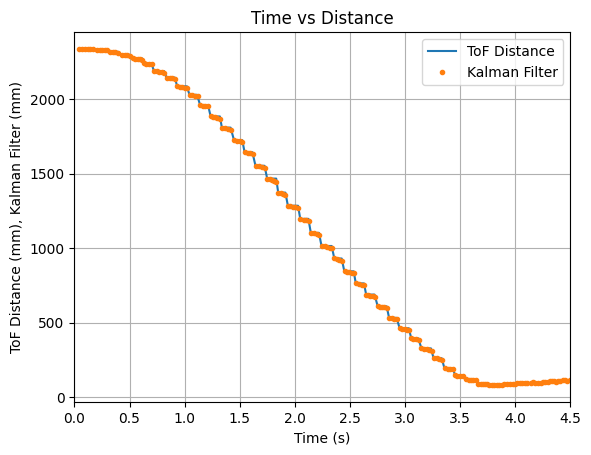 Time vs Distance
ToF Distance
Kalman Filter
ToF Distance (mm), Kalman Filter (mm)
2000
1500
1000
500
0
0.0 0.5 1.0 1.5 2.0 2.5 3.0 3.5 4.0 4.5
Time (s)